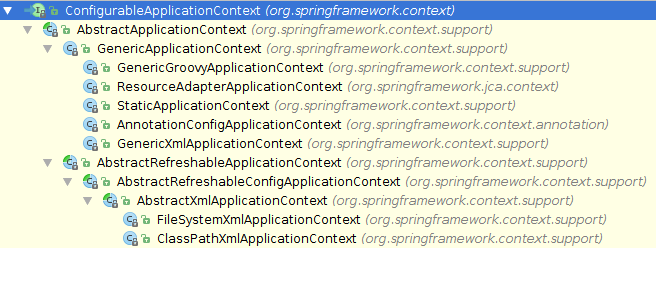 ConfigurableApplicationContext (org.springframework.context)
AbstractApplicationContext (org.springframework.context.support)
GenericApplicationContext (org.springframework.context.support)
GenericGroovyApplicationContext (org.springframework.context.support)
ResourceAdapterApplicationContext (org.springframework.jca.context)
StaticApplicationContext (org.springframework.context.support)
AnnotationConfigApplicationContext (org.springframework.context.annotation)
GenericXmlApplicationContext (org.springframework.context.support)
AbstractRefreshableApplicationContext (org.springframework.context.support)
AbstractRefreshableConfigApplicationContext (org.springframework.context.support)
AbstractXmlApplicationContext (org.springframework.context.support)
FileSystemXmlApplicationContext (org.springframework.context.support)
ClassPathXmlApplicationContext (org.springframework.context.support)